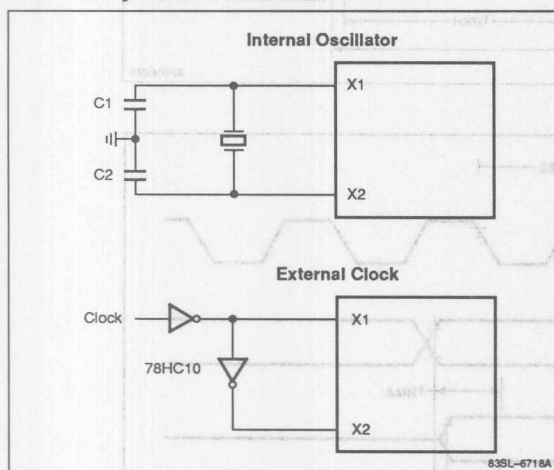 Internal Oscillator
X1
C1
C2
X2
External Clock
Clock
X1
78HC10
X2
83SL–6718A